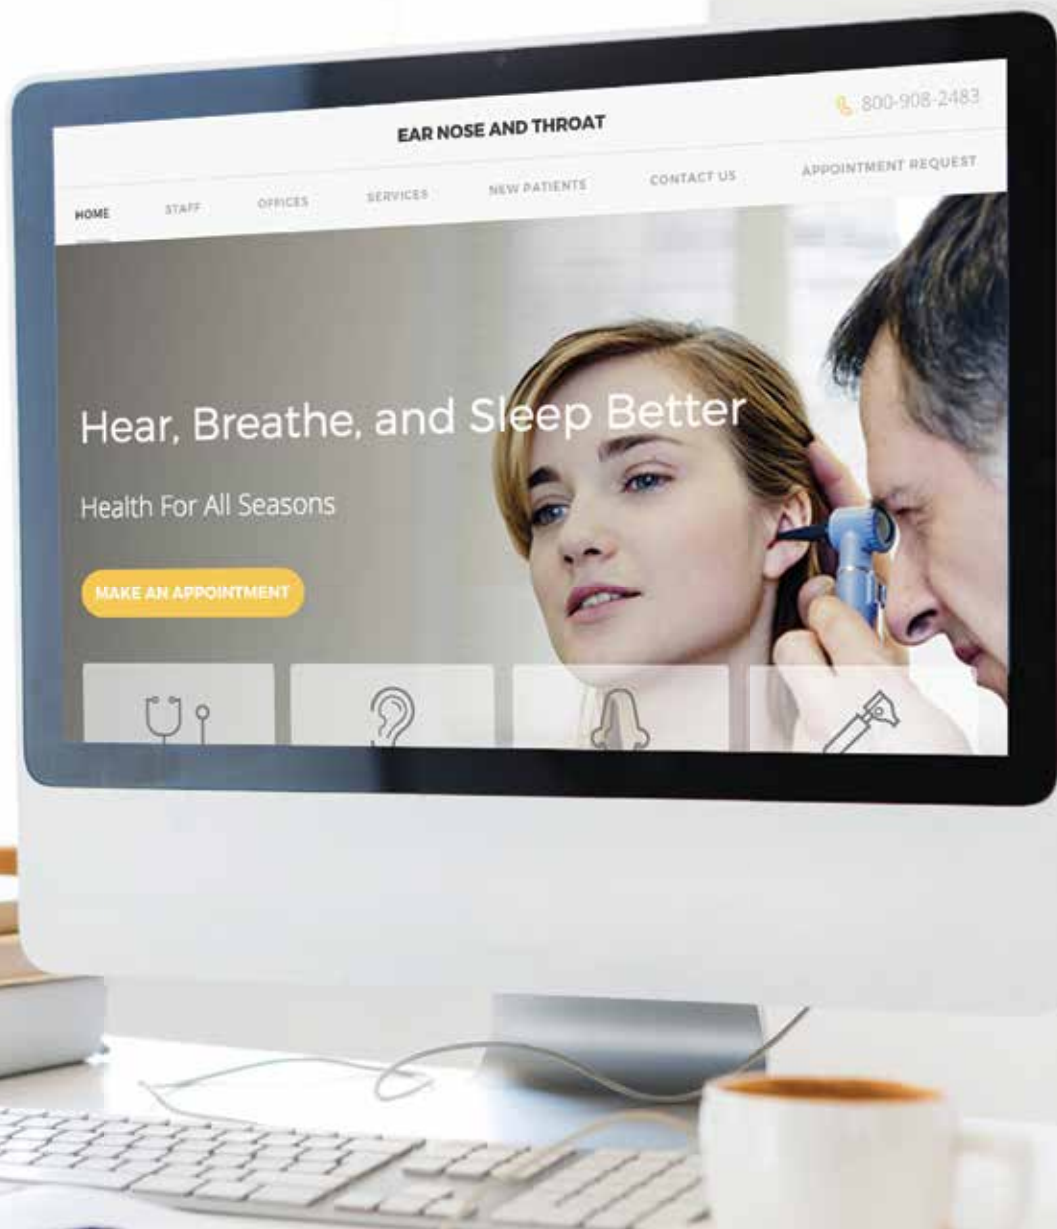 EAR NOSE AND THROAT
800-908-2483
HOME STAFF OFFICES SERVICES NEW PATIENTS CONTACT US APPOINTMENT REQUEST
Hear, Breathe, and Sleep Better
Health For All Seasons
MAKE AN APPOINTMENT